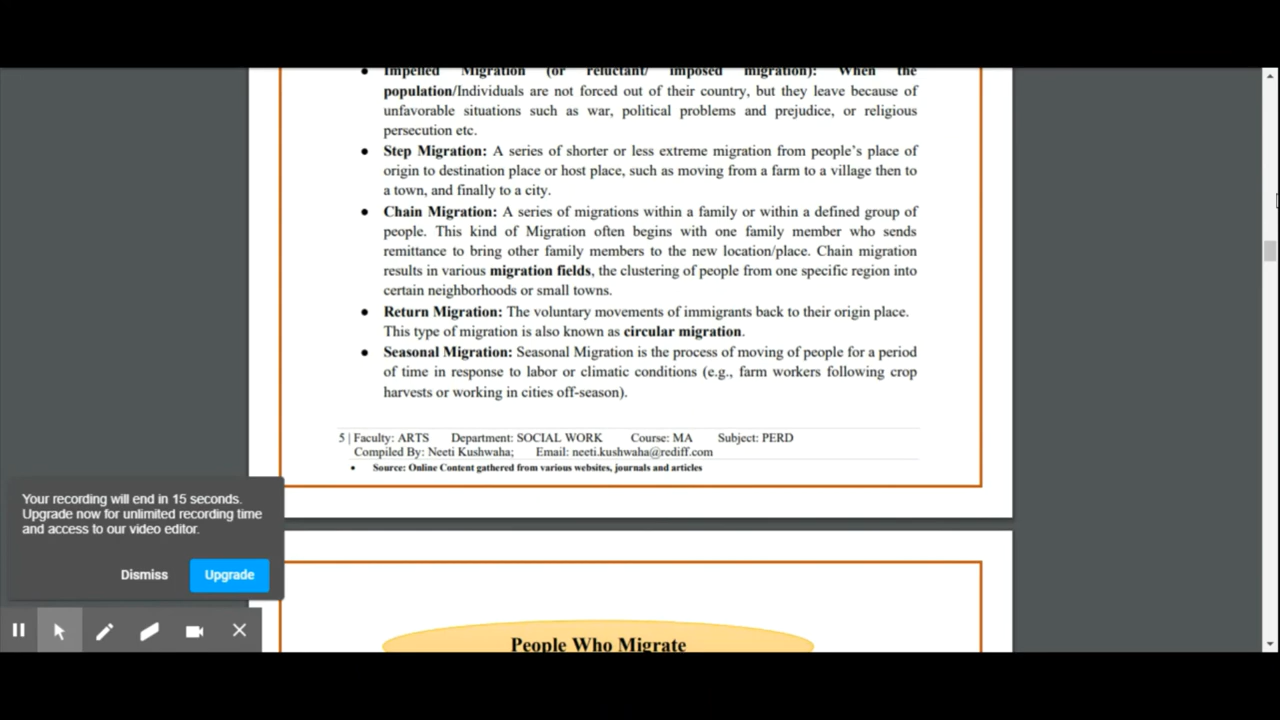 ● Impelled Migration (or reluctant/ imposed migration): When the
population/Individuals are not forced out of their country, but they leave because of
unfavorable situations such as war, political problems and prejudice, or religious
persecution etc.
● Step Migration: A series of shorter or less extreme migration from people's place of
origin to destination place or host place, such as moving from a farm to a village then to
a town, and finally to a city.
● Chain Migration: A series of migrations within a family or within a defined group of
people. This kind of Migration often begins with one family member who sends
remittance to bring other family members to the new location/place. Chain migration
results in various migration fields, the clustering of people from one specific region into
certain neighborhoods or small towns.
● Return Migration: The voluntary movements of immigrants back to their origin place.
This type of migration is also known as circular migration.
● Seasonal Migration: Seasonal Migration is the process of moving of people for a period
of time in response to labor or climatic conditions (e.g., farm workers following crop
harvests or working in cities off-season).
5 | Faculty: ARTS Department: SOCIAL WORK Course: MA Subject: PERD
Compiled By: Neeti Kushwaha; Email: neeti.kushwaha@rediff.com
• Source: Online Content gathered from various websites, journals and articles
Your recording will end in 15 seconds.
Upgrade now for unlimited recording time
and access to our video editor.
Dismiss Upgrade
People Who Migrate